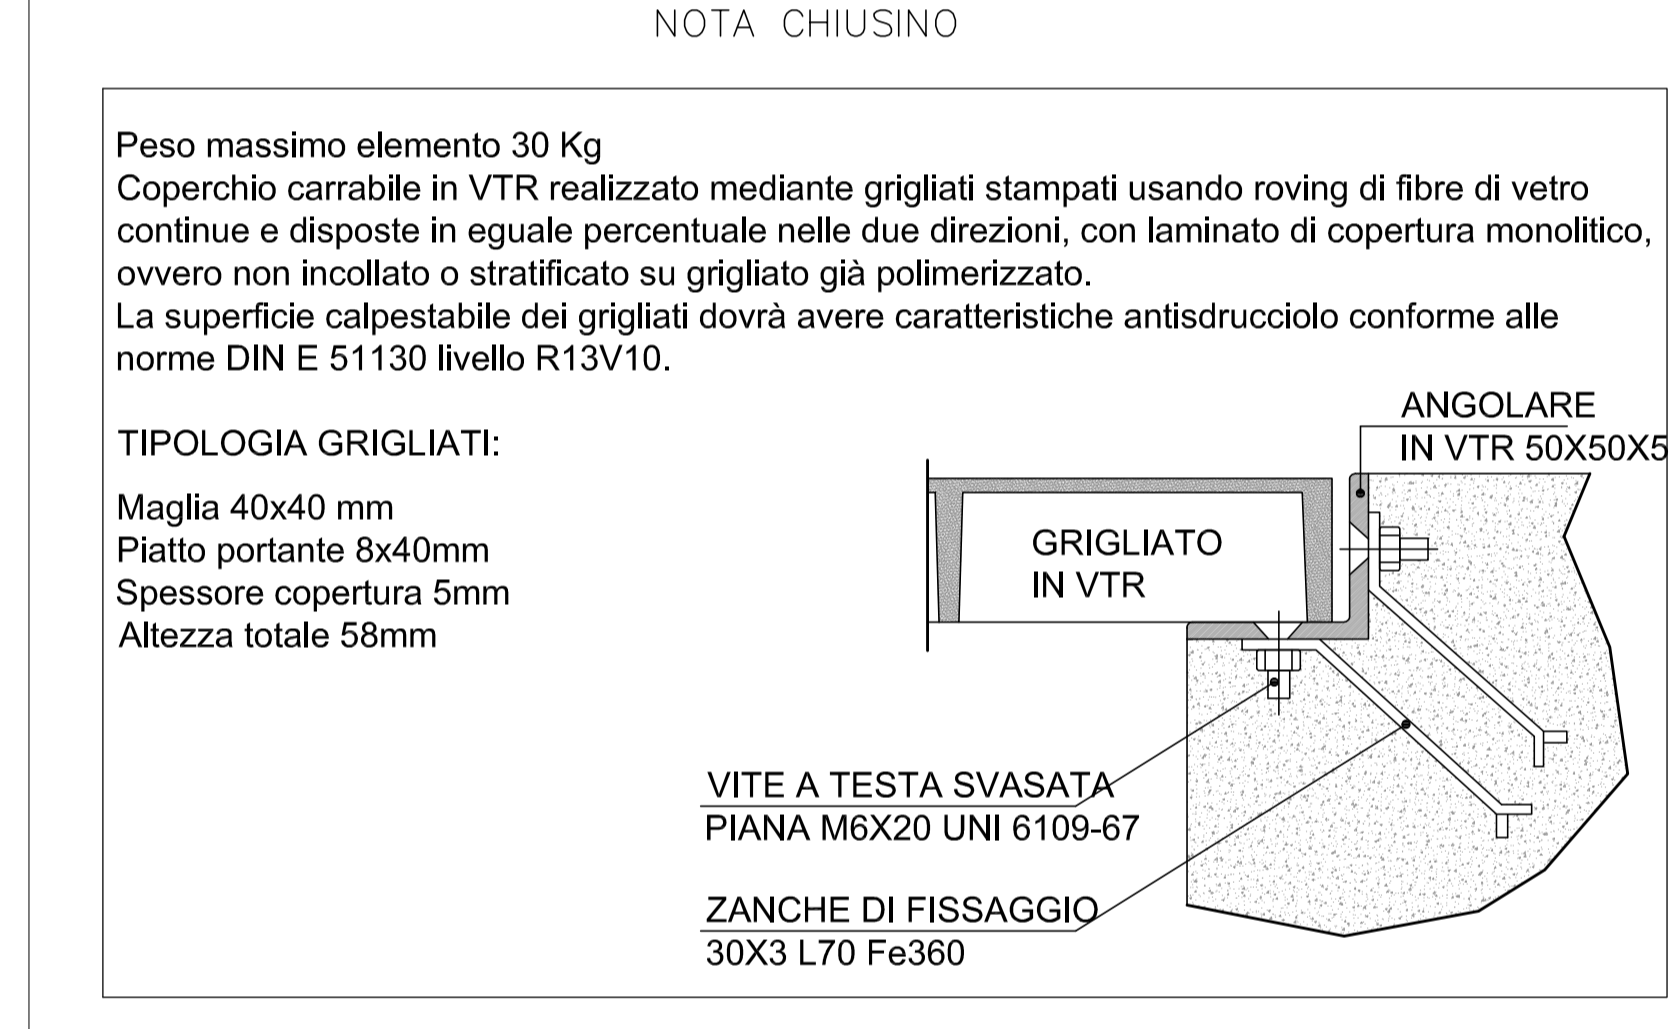 NOTA CHIUSINO
Peso massimo elemento 30 Kg
Coperchio carrabile in VTR realizzato mediante grigliati stampati usando roving di fibre di vetro
continue e disposte in eguale percentuale nelle due direzioni, con laminato di copertura monolitico,
ovvero non incollato o stratificato su grigliato già polimerizzato.
La superficie calpestabile dei grigliati dovrà avere caratteristiche antisdrucciolo conforme alle
norme DIN E 51130 livello R13V10.
TIPOLOGIA GRIGLIATI:
Maglia 40x40 mm
Piatto portante 8x40mm
Spessore copertura 5mm
Altezza totale 58mm
ANGOLARE
IN VTR 50X50X5
GRIGLIATO
IN VTR
VITE A TESTA SVASATA
PIANA M6X20 UNI 6109-67
ZANCHE DI FISSAGGIO
30X3 L70 Fe360